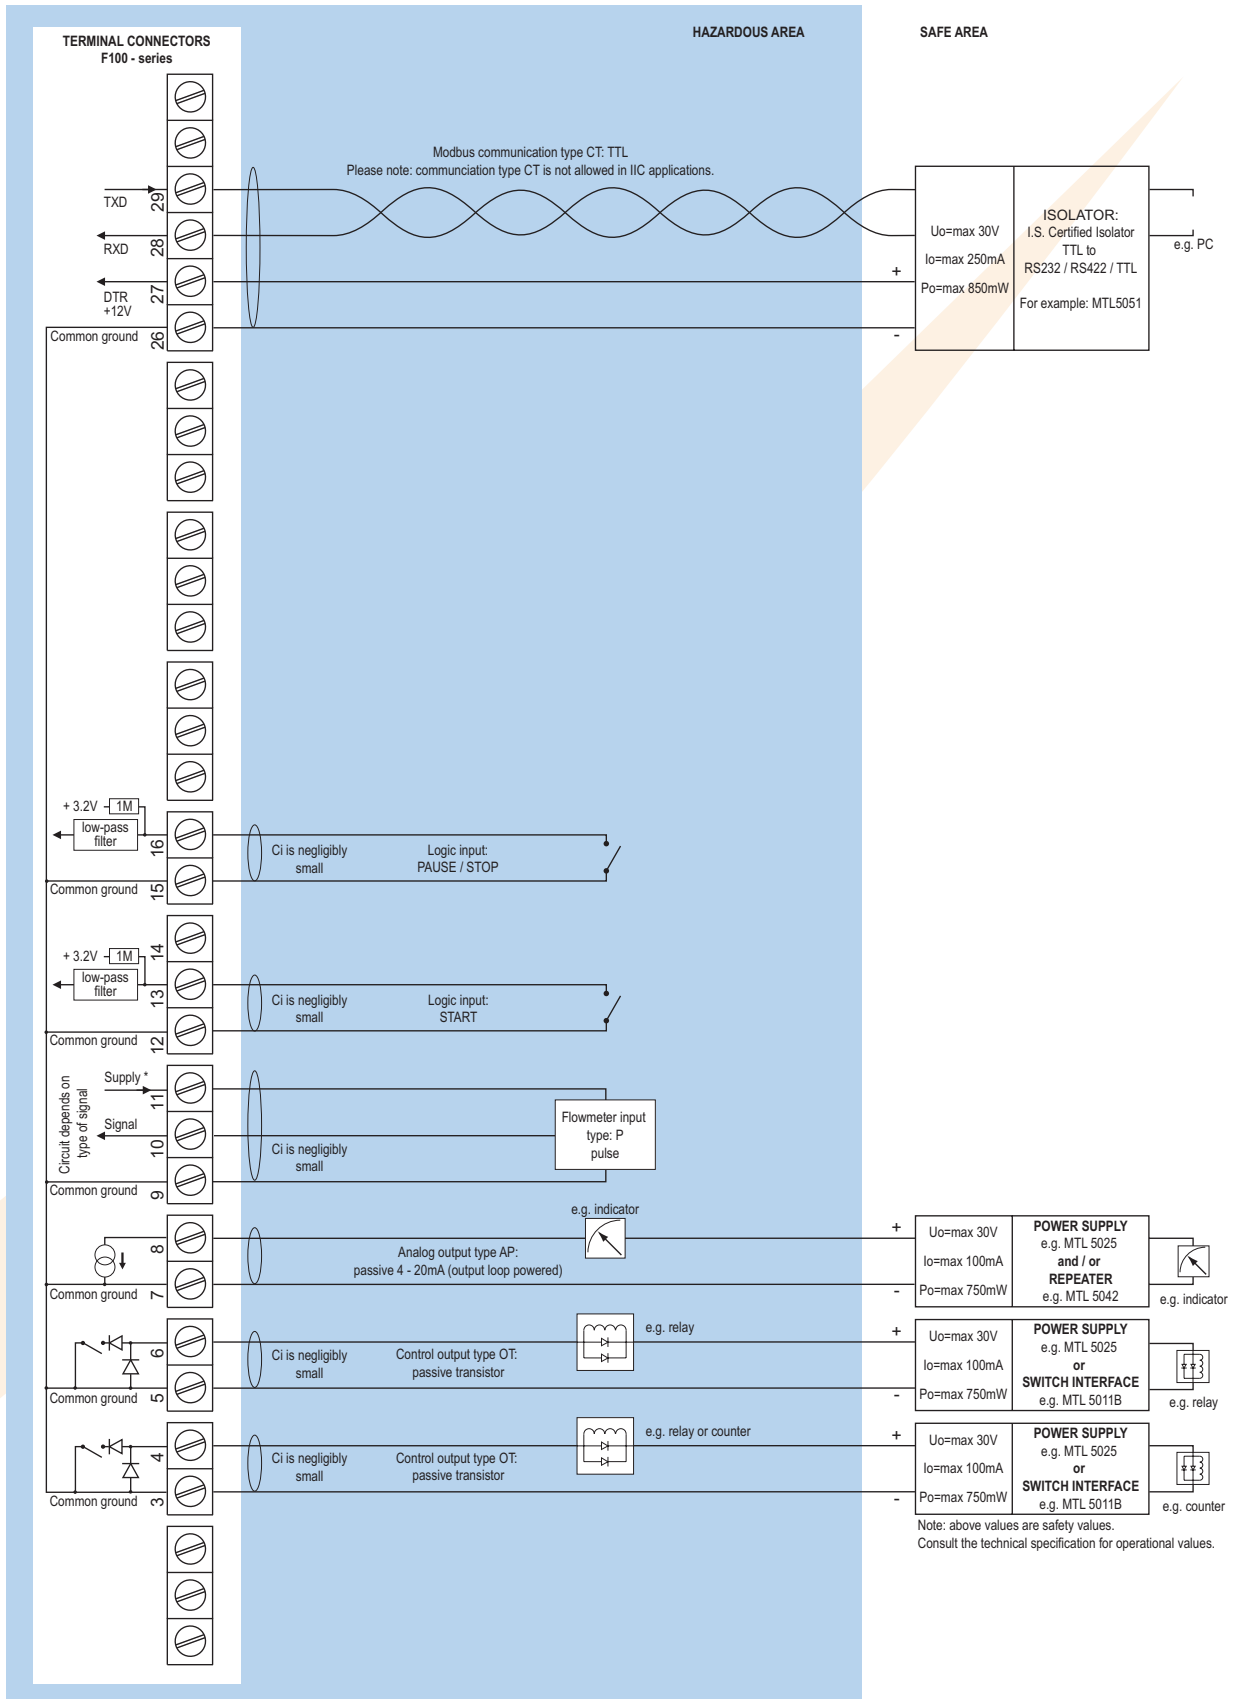 TERMINAL CONNECTORS
F100 - series
HAZARDOUS AREA
SAFE AREA
Modbus communication type CT: TTL
Please note: communciation type CT is not allowed in IIC applications.
TXD
29
RXD
28
DTR
+12V
27
Common ground
26
+
-
Uo=max 30V
Io=max 250mA
Po=max 850mW
ISOLATOR:
I.S. Certified Isolator
TTL to
RS232 / RS422 / TTL
For example: MTL5051
e.g. PC
+ 3.2V
1M
low-pass
filter
16
Common ground
15
Ci is negligibly
small
Logic input:
PAUSE / STOP
14
+ 3.2V
1M
low-pass
filter
13
Common ground
12
Ci is negligibly
small
Logic input:
START
Circuit depends on
type of signal
Supply *
11
Signal
10
Common ground
9
Ci is negligibly
small
Flowmeter input
type: P
pulse
8
Common ground
7
Analog output type AP:
passive 4 - 20mA (output loop powered)
e.g. indicator
+
-
Uo=max 30V
Io=max 100mA
Po=max 750mW
POWER SUPPLY
e.g. MTL 5025
and / or
REPEATER
e.g. MTL 5042
e.g. indicator
6
Common ground
5
Ci is negligibly
small
Control output type OT:
passive transistor
e.g. relay
+
-
Uo=max 30V
Io=max 100mA
Po=max 750mW
POWER SUPPLY
e.g. MTL 5025
or
SWITCH INTERFACE
e.g. MTL 5011B
e.g. relay
4
Common ground
3
Ci is negligibly
small
Control output type OT:
passive transistor
e.g. relay or counter
+
-
Uo=max 30V
Io=max 100mA
Po=max 750mW
POWER SUPPLY
e.g. MTL 5025
or
SWITCH INTERFACE
e.g. MTL 5011B
e.g. counter
Note: above values are safety values.
Consult the technical specification for operational values.